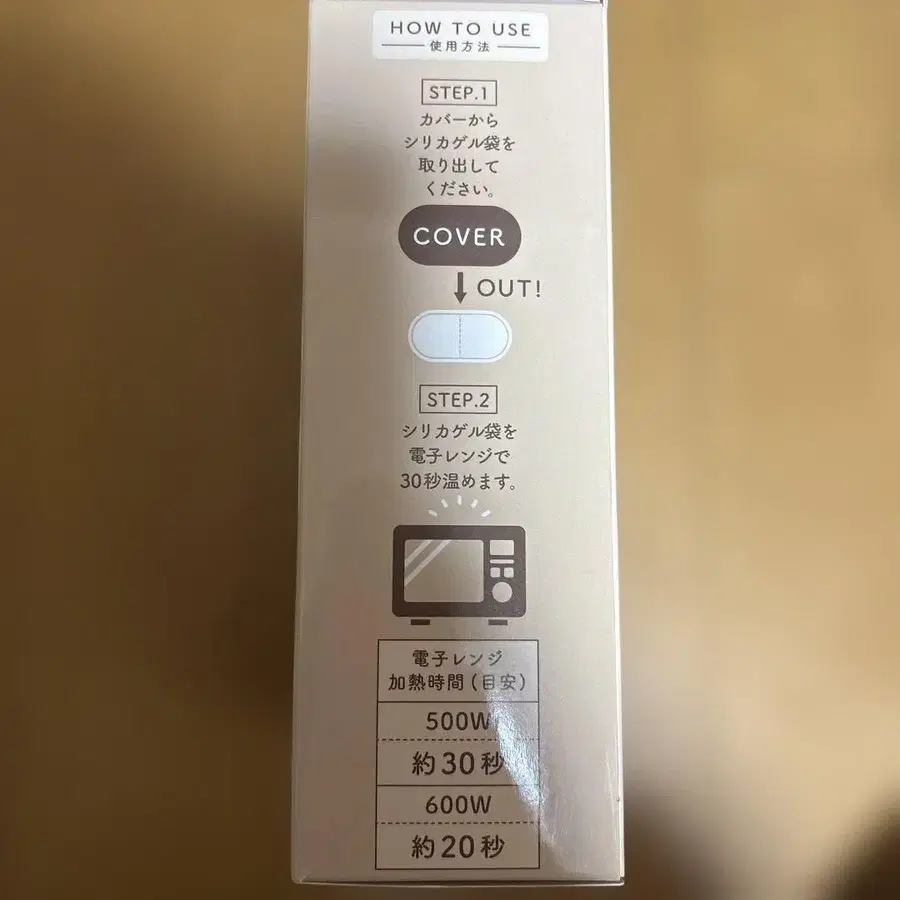 HOW TO USE
使用方法
STEP.1
カバーから
シリカゲル袋を
取り出して
ください。
COVER
OUT!
STEP.2
シリカゲル袋を
電子レンジで
30秒温めます。
電子レンジ
加熱時間(目安)
500W
約30秒
600W
約20秒